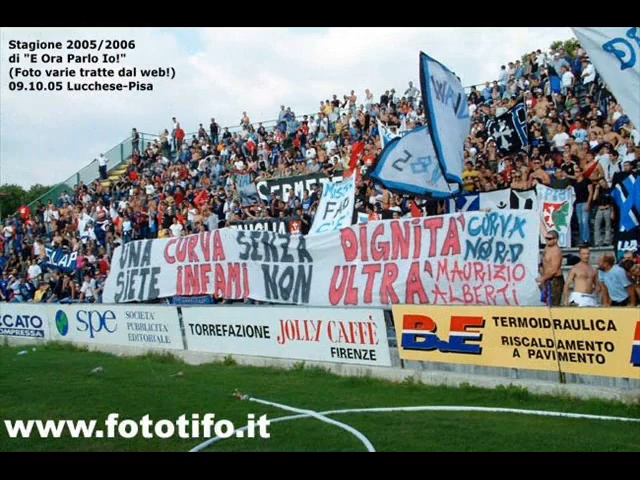 Stagione 2005/2006
di "E Ora Parlo Io!"
(Foto varie tratte dal web!)
09.10.05 Lucchese-Pisa
UNA CURVA SENZA DIGNITÀ CURVA NORD
SIETE INFAMI NON ULTRA' MAURIZIO ALBERTI
spe SOCIETÀ PUBBLICITÀ EDITORIALE
TORREFAZIONE JOLLY CAFFÈ
FIRENZE
B&E TERMOIDRAULICA
RISCALDAMENTO
A PAVIMENTO
www.fototifo.it